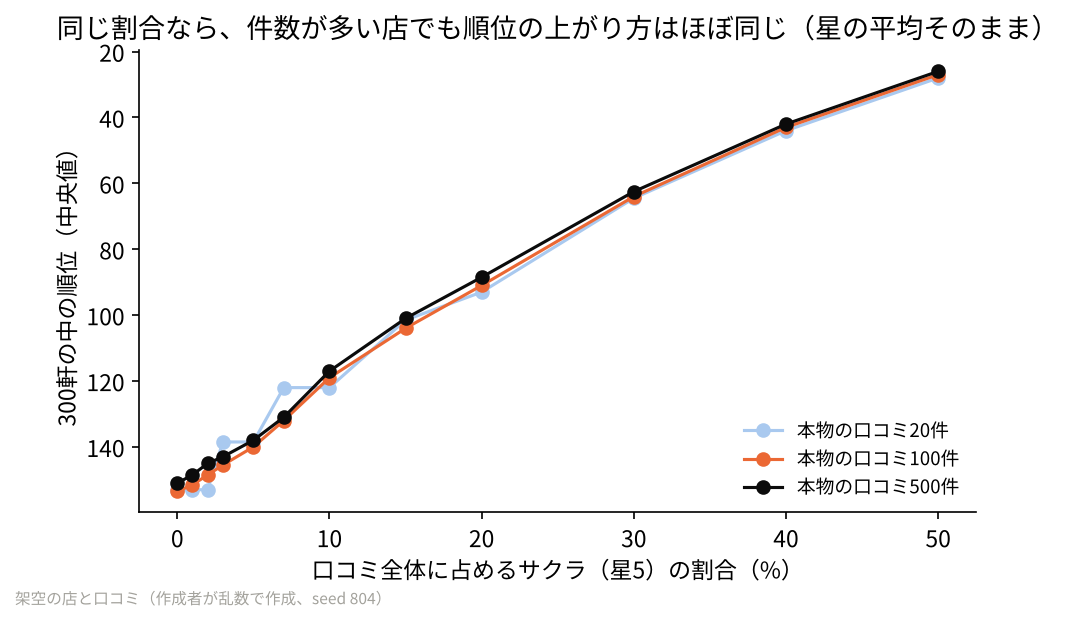 同じ割合なら、件数が多い店でも順位の上がり方はほぼ同じ（星の平均そのまま）
300軒の中の順位（中央値）
20
40
60
80
100
120
140
本物の口コミ20件
本物の口コミ100件
本物の口コミ500件
0 10 20 30 40 50
口コミ全体に占めるサクラ（星5）の割合（%）
架空の店と口コミ（作成者が乱数で作成、seed 804）